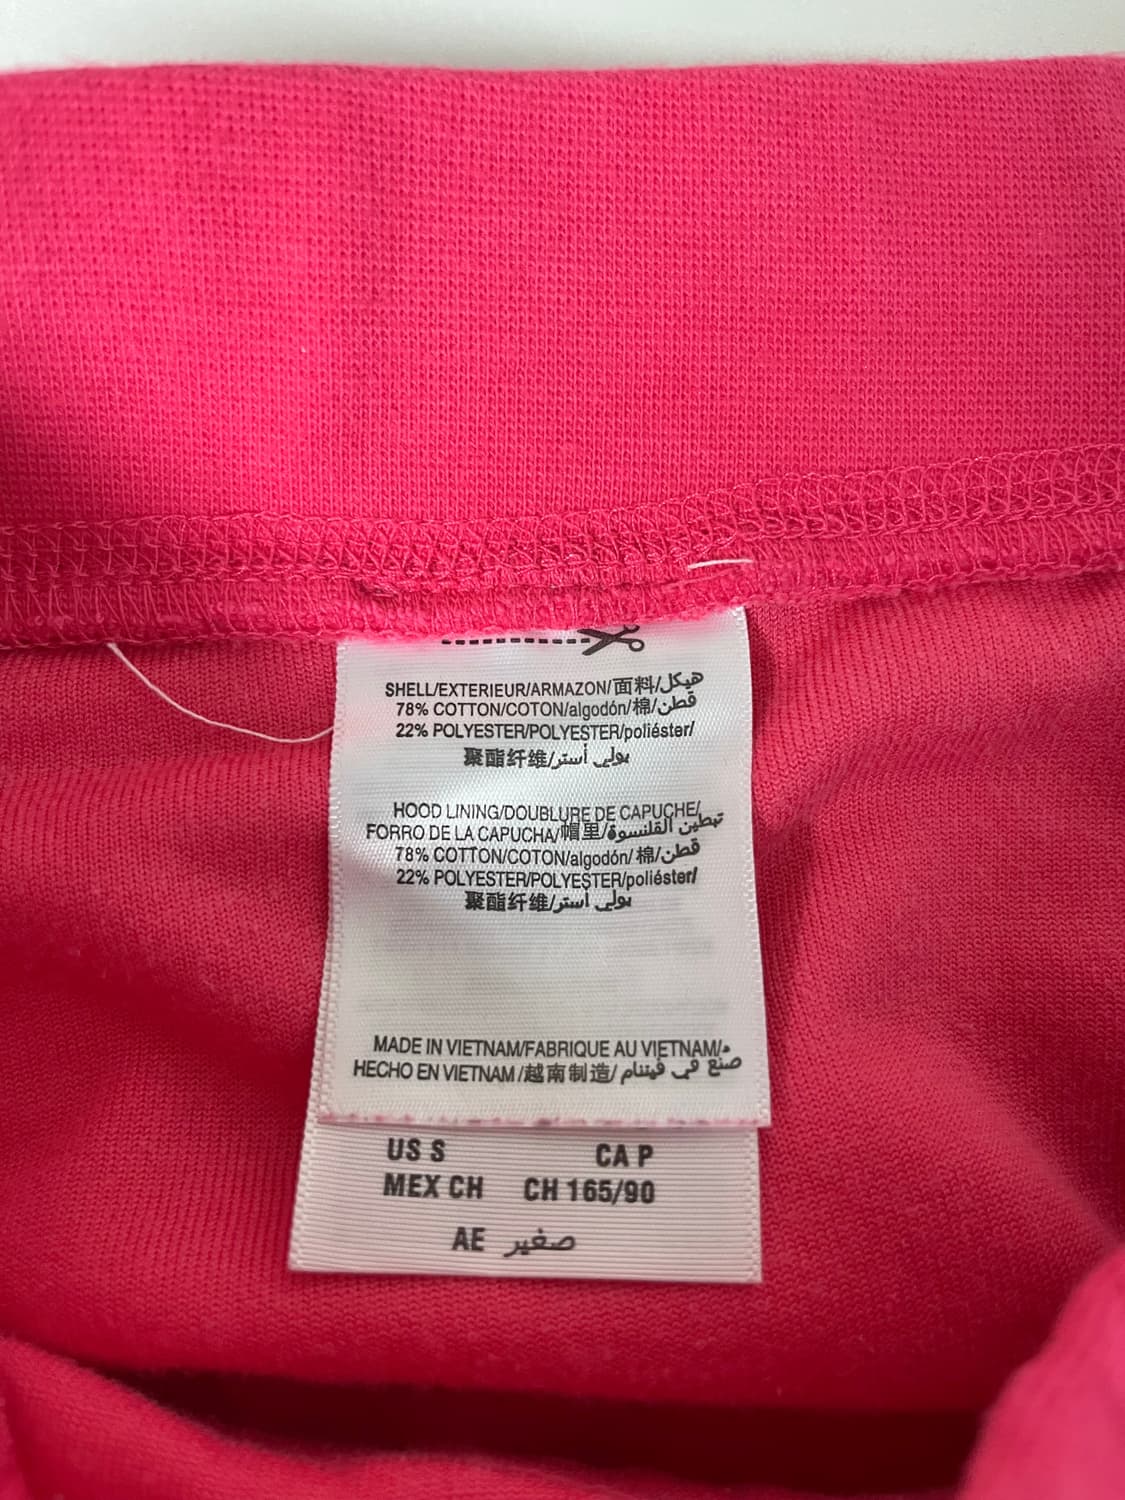 SHELL/EXTERIEUR/ARMAZON/面料/هيكل
78% COTTON/COTON/algodón/棉/قطن
22% POLYESTER/POLYESTER/poliéster/
聚酯纤维/بولي أستر
HOOD LINING/DOUBLURE DE CAPUCHE/
FORRO DE LA CAPUCHA/帽里/تبطين القلنسوة
78% COTTON/COTON/algodón/棉/قطن
22% POLYESTER/POLYESTER/poliéster/
聚酯纤维/بولي أستر
MADE IN VIETNAM/FABRIQUE AU VIETNAM/
HECHO EN VIETNAM/越南制造/صنع في فيتنام
US S CA P
MEX CH CH 165/90
AE صغير